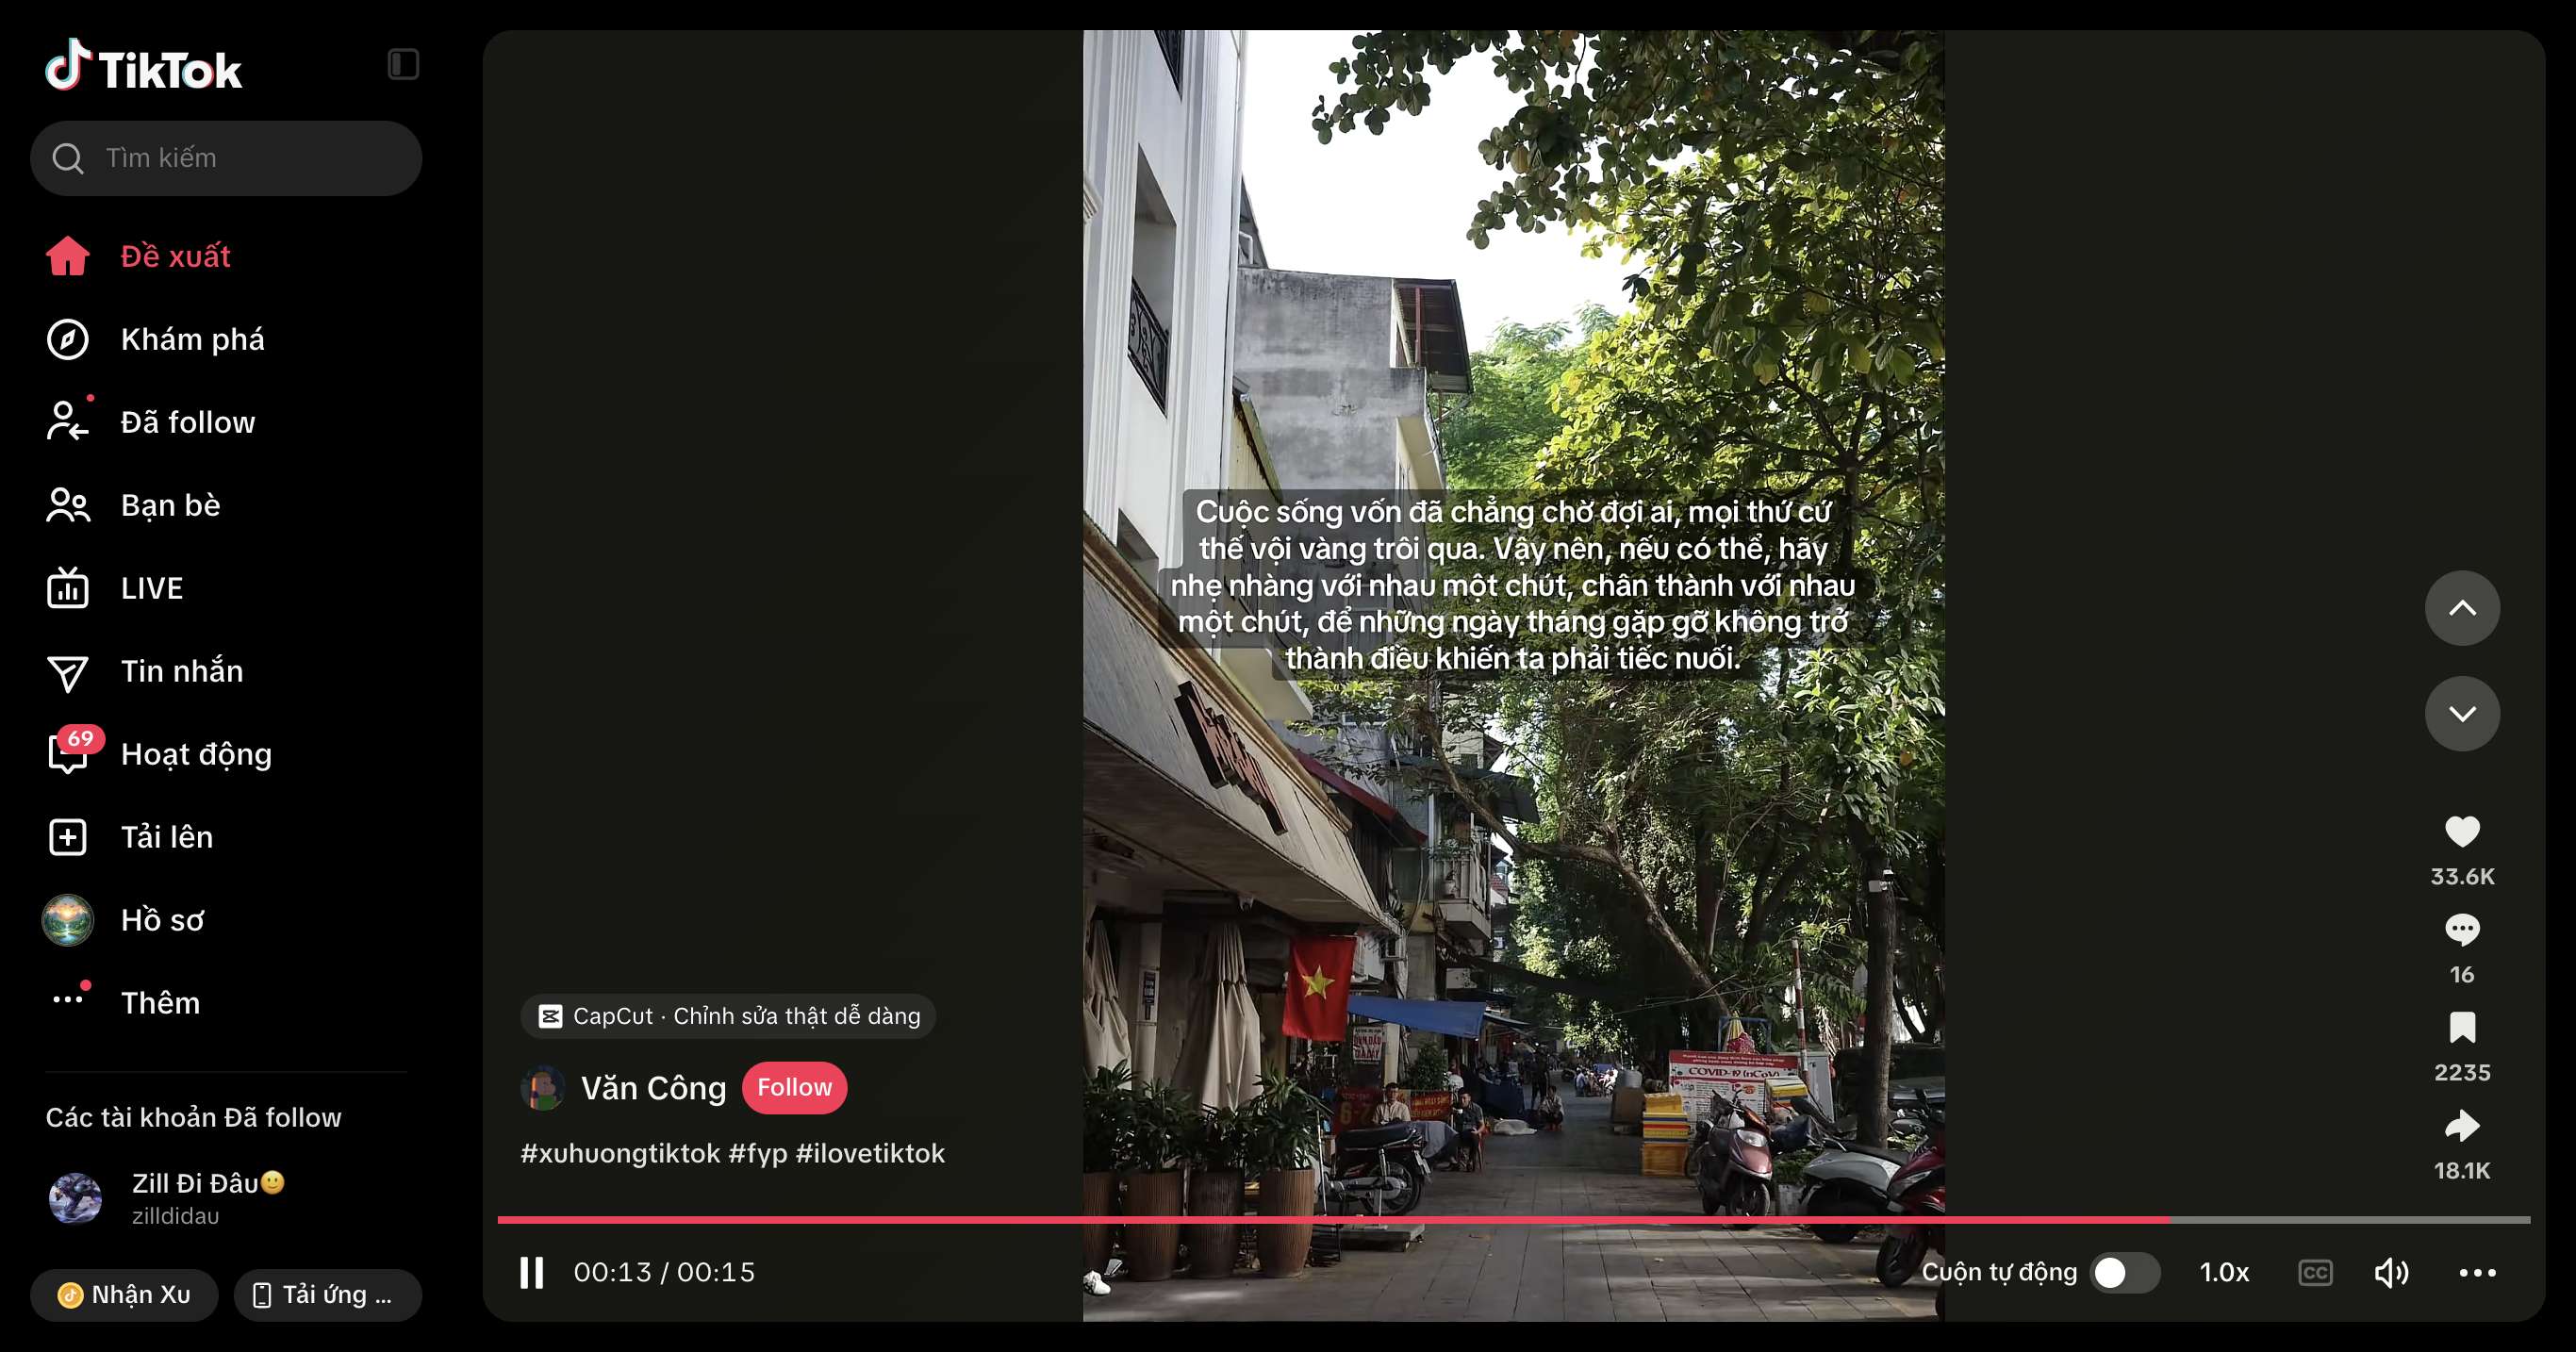 TikTok
Tìm kiếm
Đề xuất
Khám phá
Đã follow
Bạn bè
LIVE
Tin nhắn
69
Hoạt động
Tải lên
Hồ sơ
Thêm
Các tài khoản Đã follow
Zill Đi Đâu🙂
zilldidau
Nhận Xu
Tải ứng ...
Cuộc sống vốn đã chẳng chờ đợi ai, mọi thứ cứ
thế vội vàng trôi qua. Vậy nên, nếu có thể, hãy
nhẹ nhàng với nhau một chút, chân thành với nhau
một chút, để những ngày tháng gặp gỡ không trở
thành điều khiến ta phải tiếc nuối.
COVID-19 (nCoV)
6-7
CapCut · Chỉnh sửa thật dễ dàng
Văn Công
Follow
#xuhuongtiktok #fyp #ilovetiktok
33.6K
16
2235
18.1K
00:13 / 00:15
Cuộn tự động
1.0x
CC